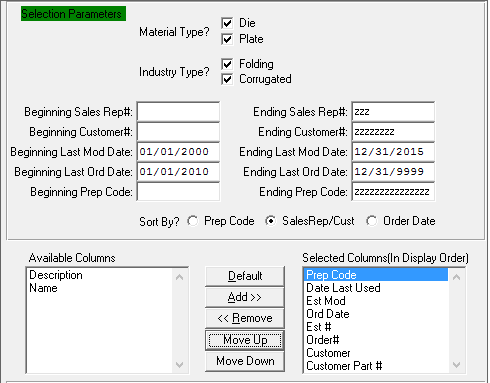 Selection Parameters
Material Type? Die
Plate
Industry Type? Folding
Corrugated
Beginning Sales Rep#: Ending Sales Rep#: zzz
Beginning Customer#: Ending Customer#: zzzzzzzz
Beginning Last Mod Date: 01/01/2000 Ending Last Mod Date: 12/31/2015
Beginning Last Ord Date: 01/01/2010 Ending Last Ord Date: 12/31/9999
Beginning Prep Code: Ending Prep Code: zzzzzzzzzzzzzzz
Sort By? Prep Code SalesRep/Cust Order Date
Available Columns
Description
Name
Default
Add >>
<< Remove
Move Up
Move Down
Selected Columns(In Display Order)
Prep Code
Date Last Used
Est Mod
Ord Date
Est #
Order#
Customer
Customer Part #